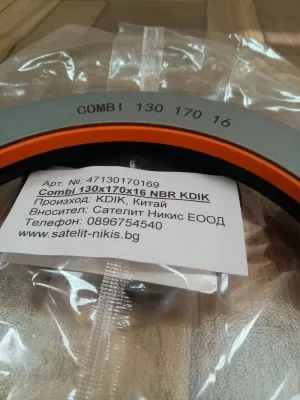 COMBI 130 170 16
Арт. №: 47130170169
Combi 130x170x16 NBR KDIK
Произход: KDIK, Китай
Вносител: Сателит Никис ЕООД
Телефон: 0896754540
www.satelit-nikis.bg